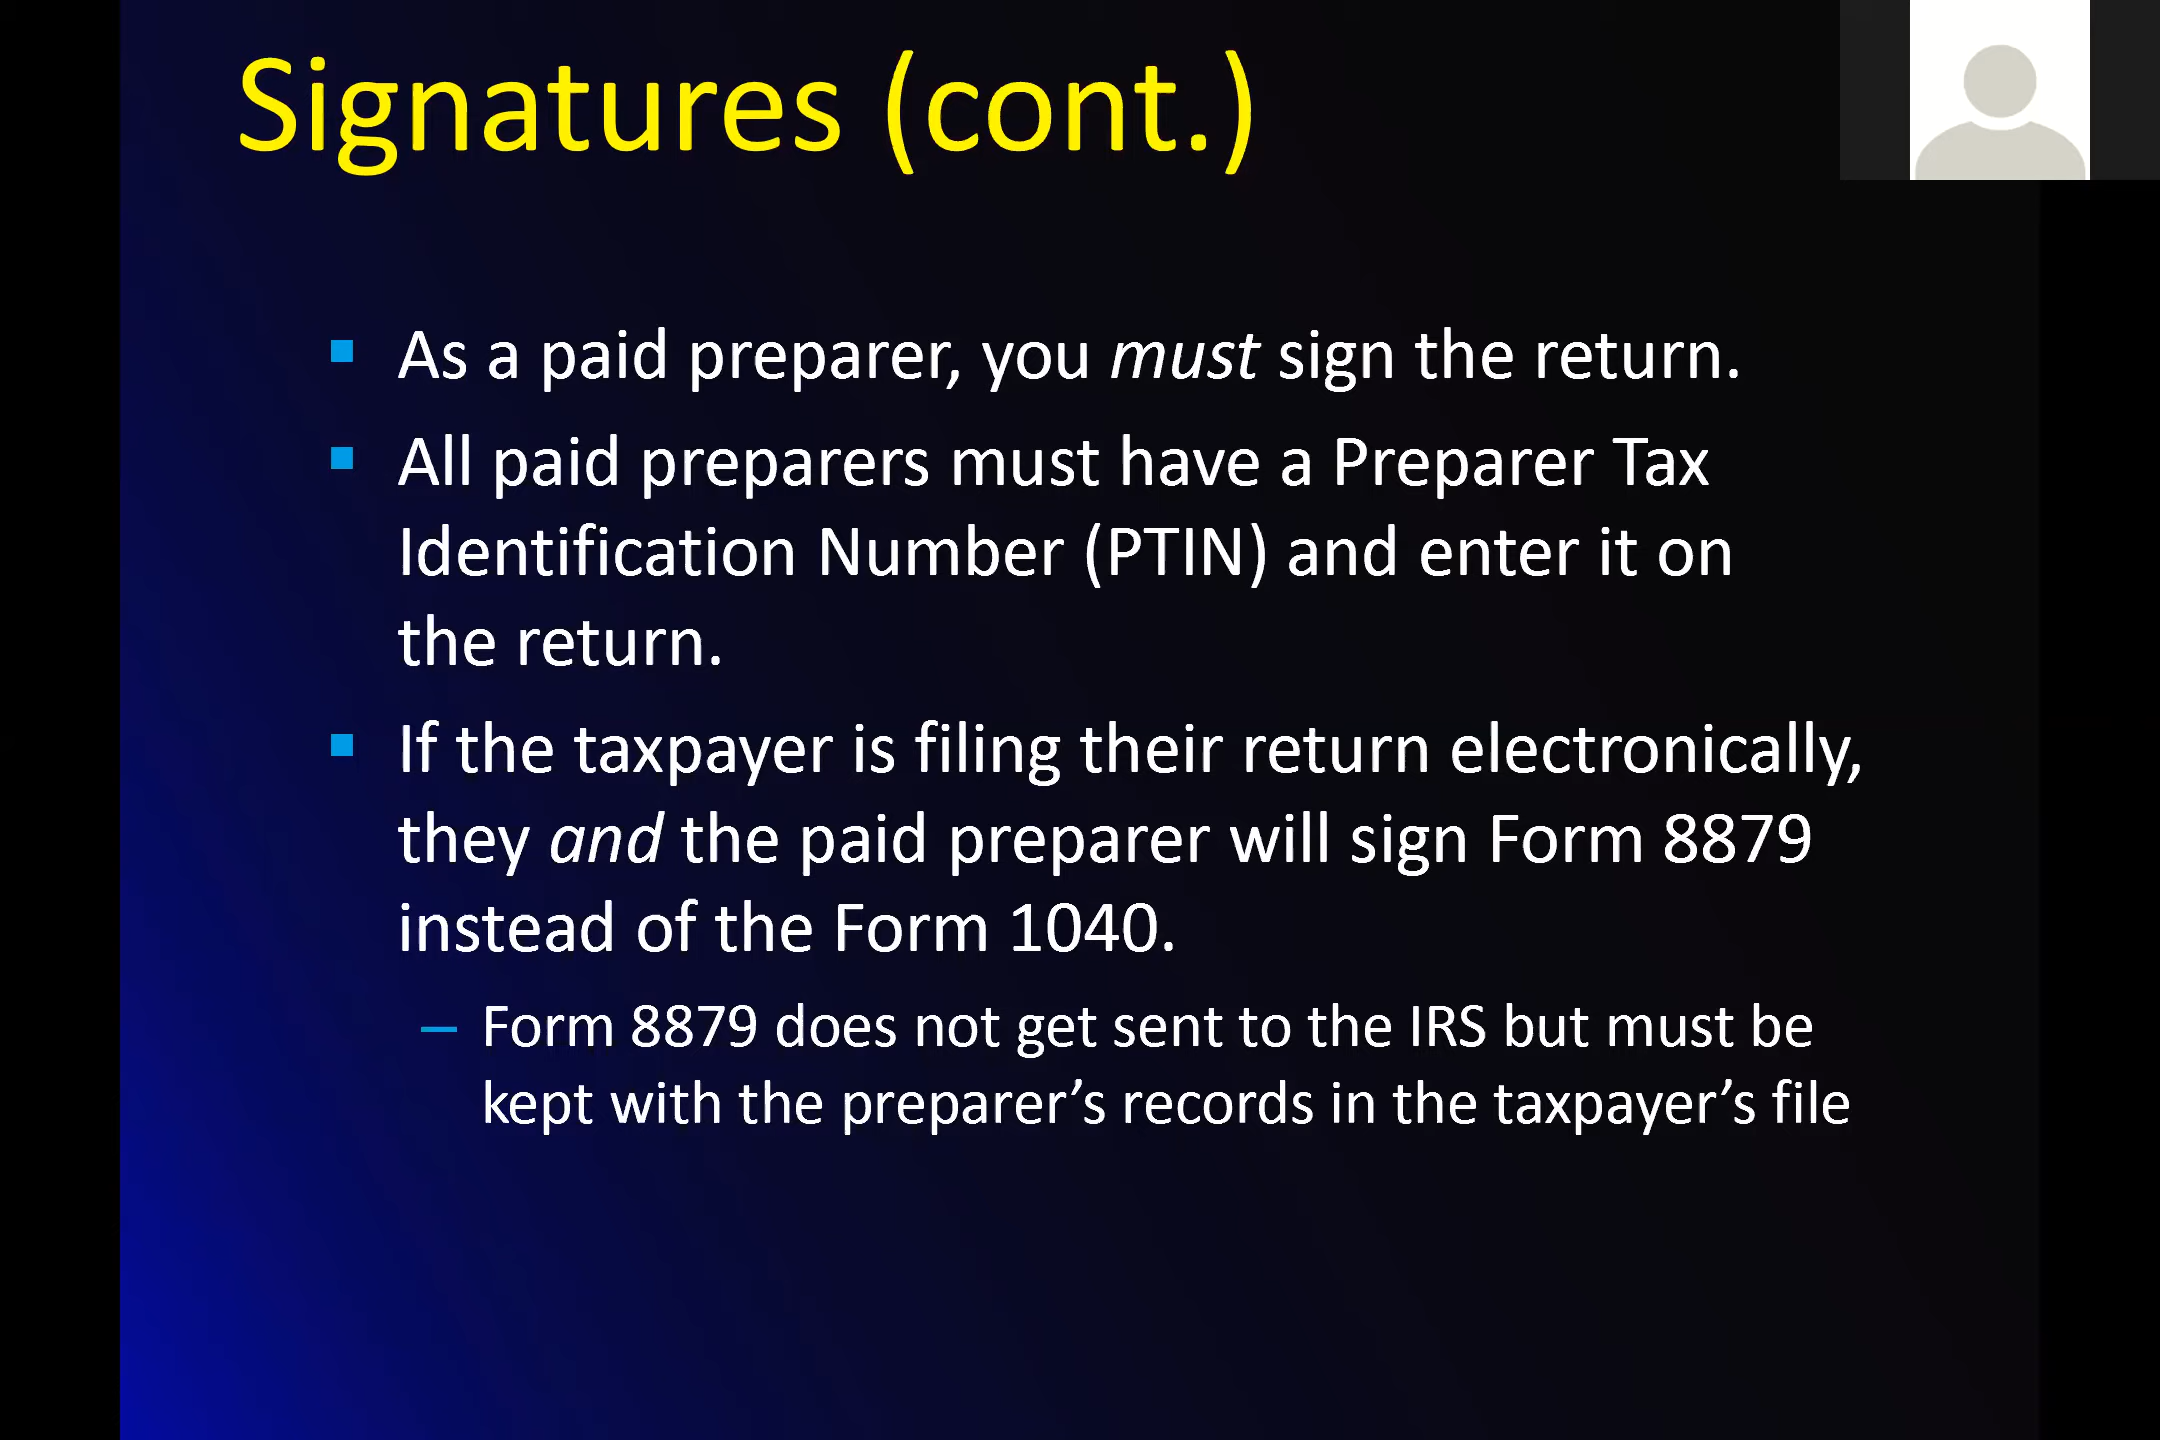 Signatures (cont.)
▪ As a paid preparer, you must sign the return.
▪ All paid preparers must have a Preparer Tax
Identification Number (PTIN) and enter it on
the return.
▪ If the taxpayer is filing their return electronically,
they and the paid preparer will sign Form 8879
instead of the Form 1040.
– Form 8879 does not get sent to the IRS but must be
kept with the preparer’s records in the taxpayer’s file